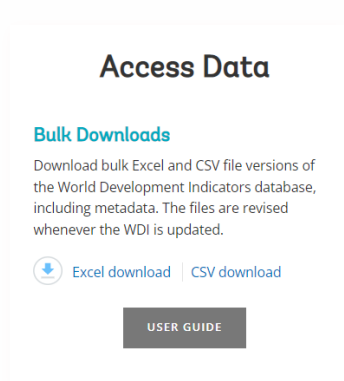 Access Data
Bulk Downloads
Download bulk Excel and CSV file versions of
the World Development Indicators database,
including metadata. The files are revised
whenever the WDI is updated.
Excel download | CSV download
USER GUIDE